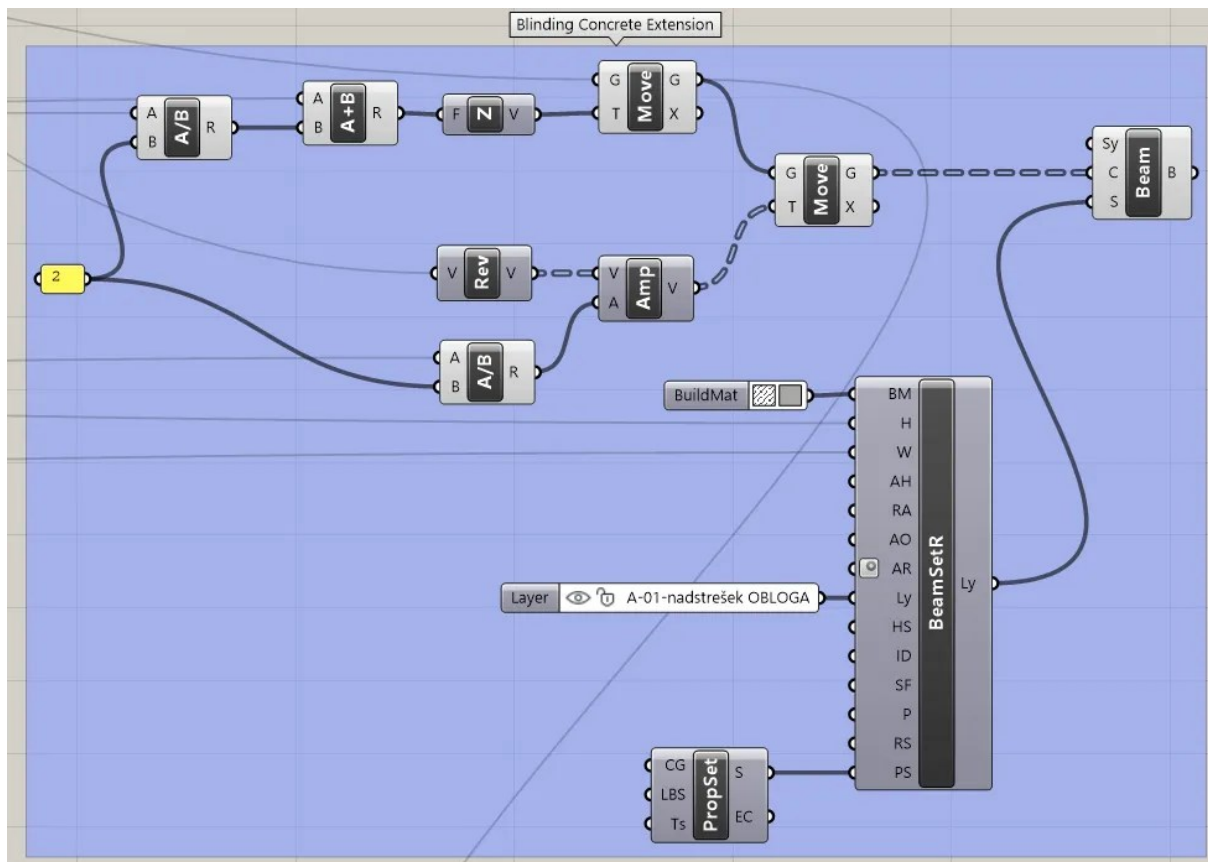 Blinding Concrete Extension
A
B
A/B
R
A
B
A+B
R
F
Z
V
G
T
Move
G
X
G
T
Move
G
X
Sy
C
S
Beam
B
2
V
Rev
V
V
A
Amp
V
A
B
A/B
R
BuildMat
BM
H
W
AH
RA
AO
AR
Ly
HS
ID
SF
P
RS
PS
BeamSetR
Ly
Layer A-01-nadstrešek OBLOGA
CG
LBS
Ts
PropSet
S
EC